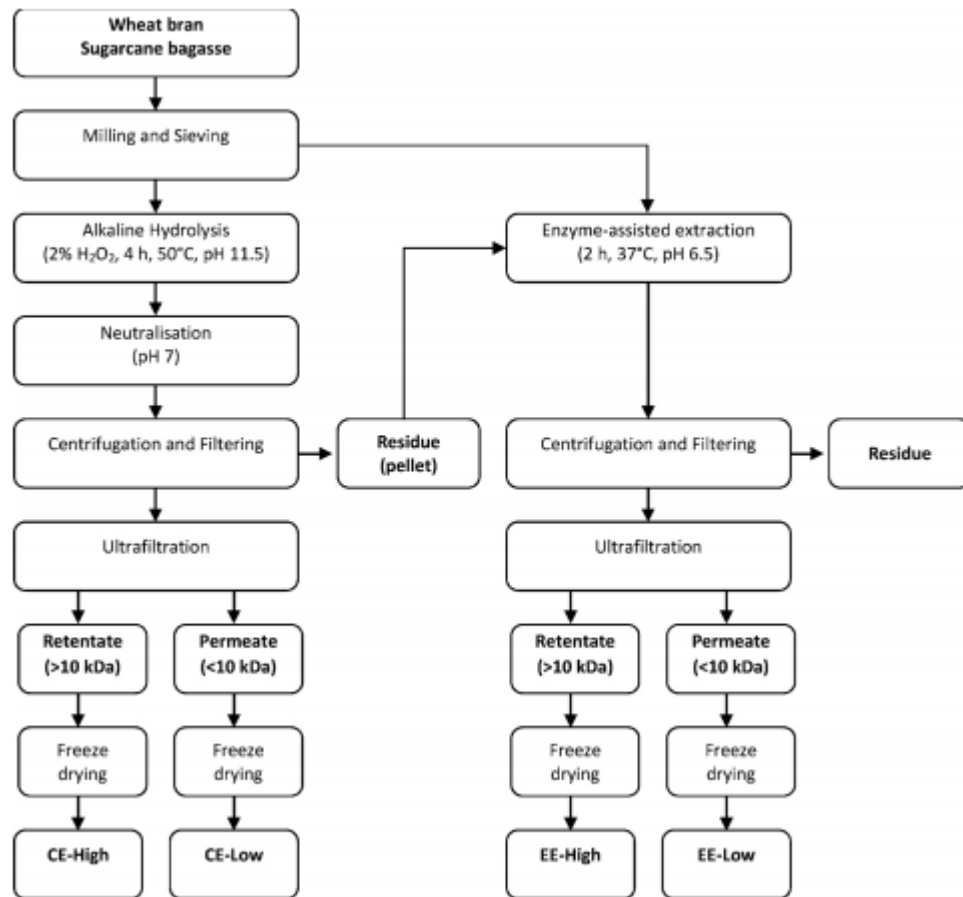 Wheat bran
Sugarcane bagasse
Milling and Sieving
Alkaline Hydrolysis
(2% H₂O₂, 4 h, 50°C, pH 11.5)
Enzyme-assisted extraction
(2 h, 37°C, pH 6.5)
Neutralisation
(pH 7)
Centrifugation and Filtering
Residue
(pellet)
Centrifugation and Filtering
Residue
Ultrafiltration
Ultrafiltration
Retentate
(>10 kDa)
Permeate
(<10 kDa)
Retentate
(>10 kDa)
Permeate
(<10 kDa)
Freeze
drying
Freeze
drying
Freeze
drying
Freeze
drying
CE-High
CE-Low
EE-High
EE-Low